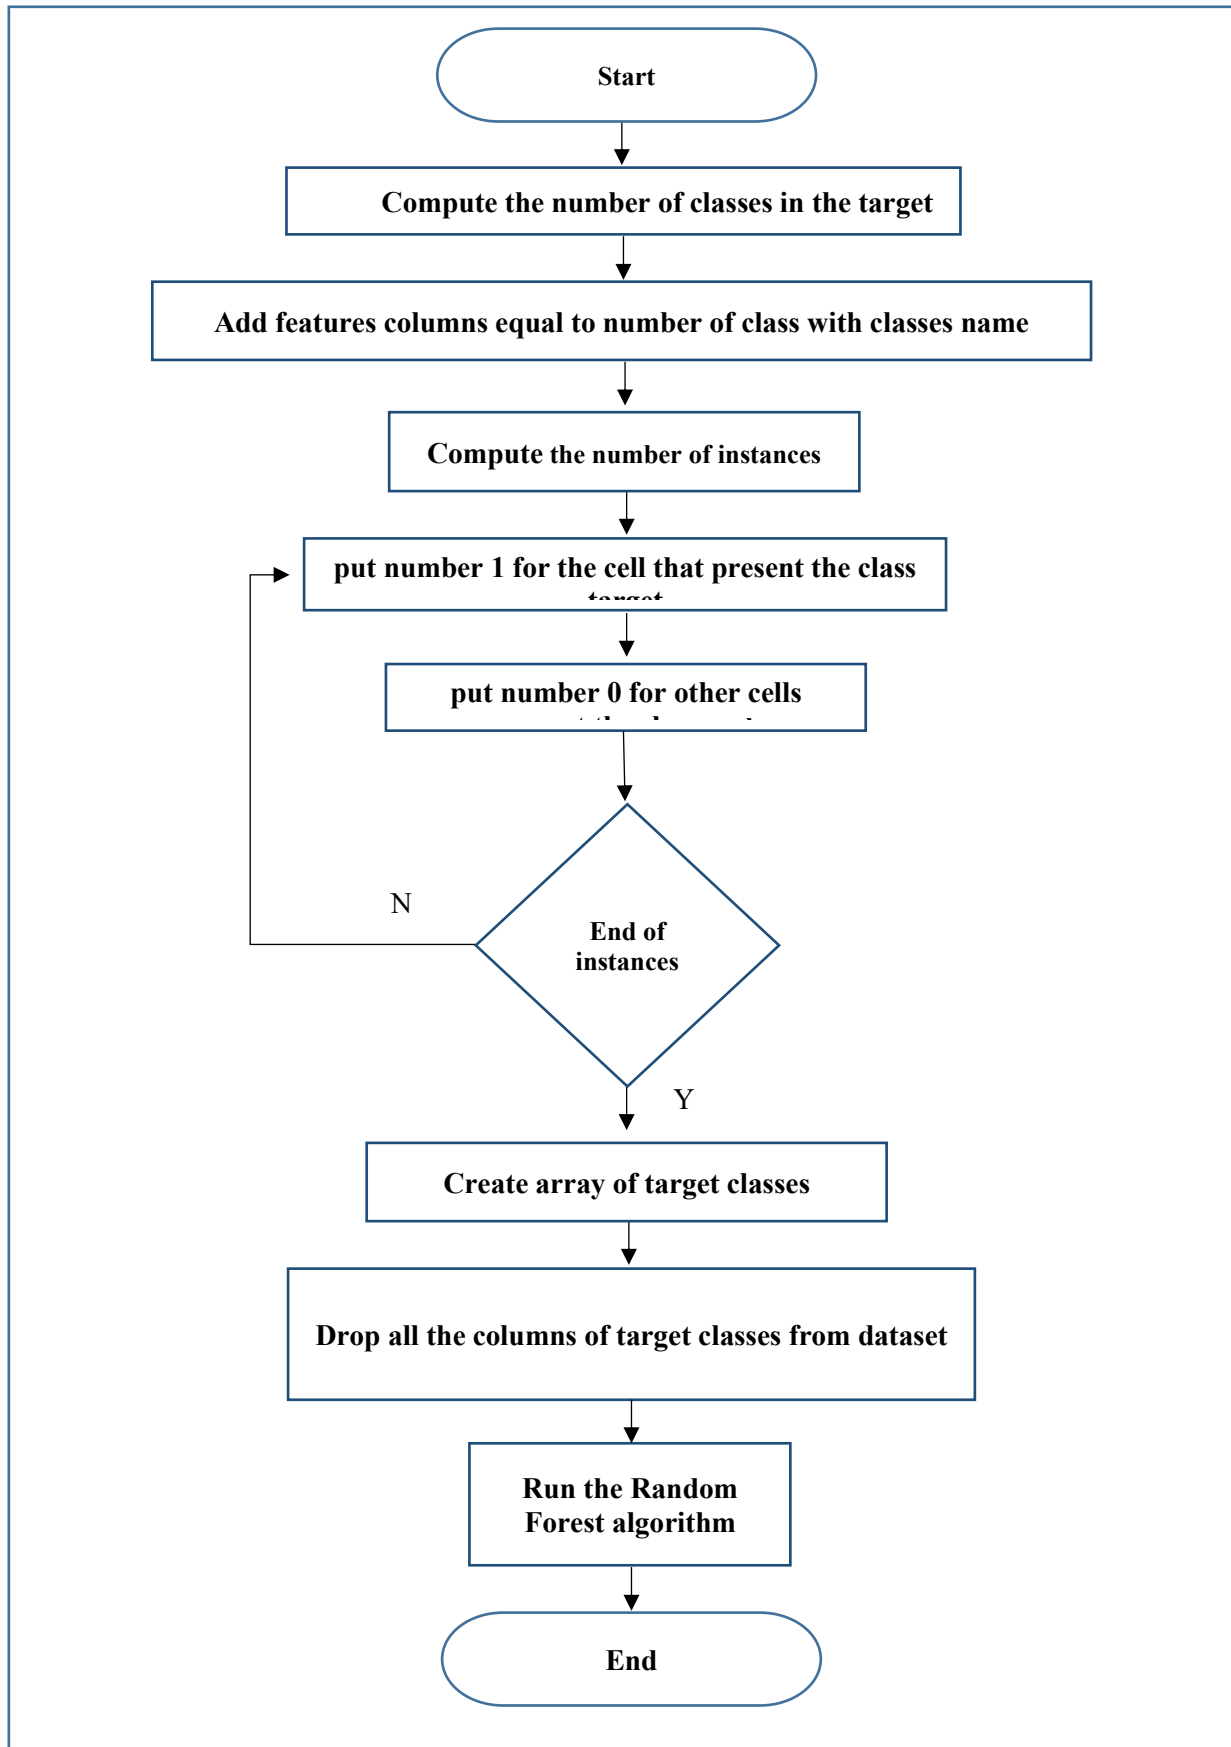 Start
Compute the number of classes in the target
Add features columns equal to number of class with classes name
Compute the number of instances
put number 1 for the cell that present the class
target
put number 0 for other cells
N
End of
instances
Y
Create array of target classes
Drop all the columns of target classes from dataset
Run the Random
Forest algorithm
End